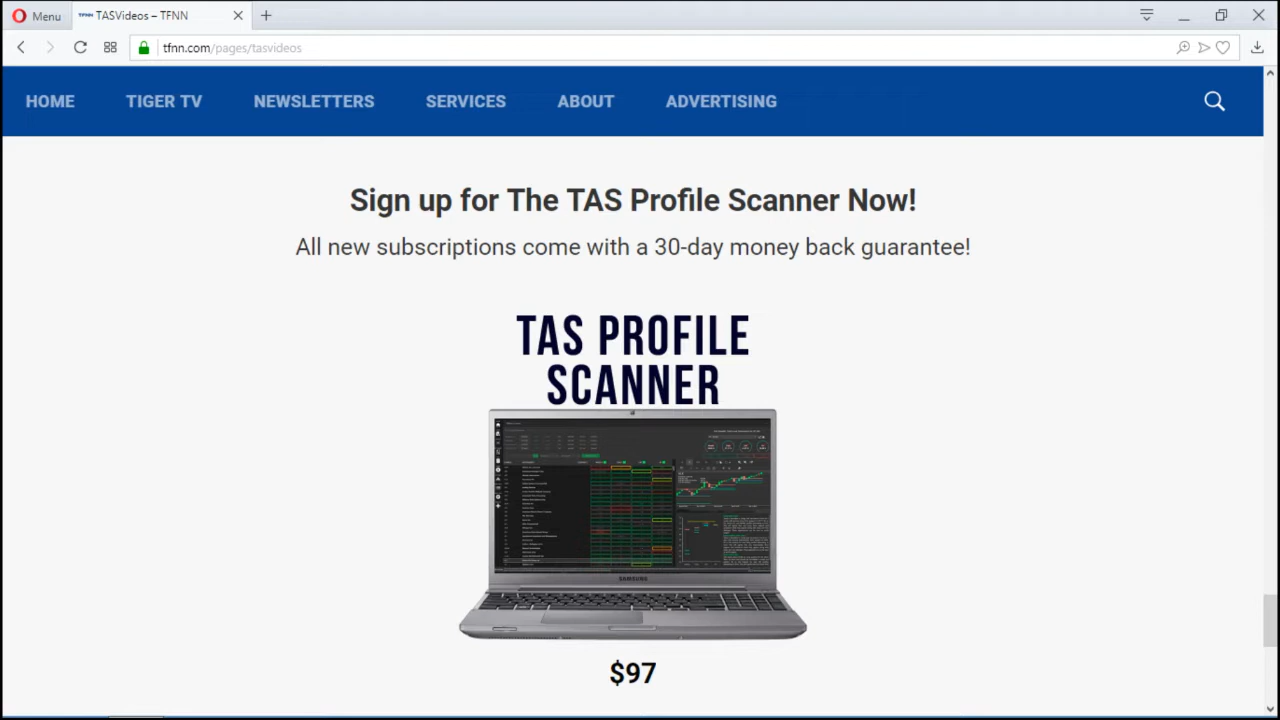 Menu
TFNN
TASVideos – TFNN
tfnn.com/pages/tasvideos
HOME
TIGER TV
NEWSLETTERS
SERVICES
ABOUT
ADVERTISING
Sign up for The TAS Profile Scanner Now!
All new subscriptions come with a 30-day money back guarantee!
TAS PROFILE
SCANNER
SAMSUNG
$97